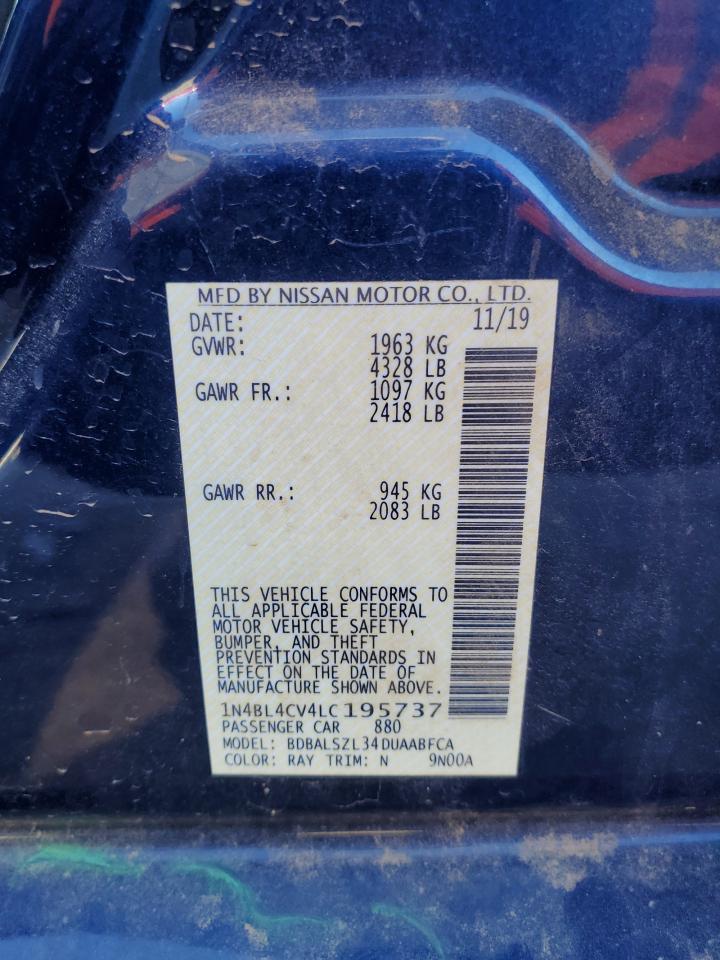 MFD BY NISSAN MOTOR CO., LTD.
DATE: 11/19
GVWR: 1963 KG
4328 LB
GAWR FR.: 1097 KG
2418 LB
GAWR RR.: 945 KG
2083 LB
THIS VEHICLE CONFORMS TO
ALL APPLICABLE FEDERAL
MOTOR VEHICLE SAFETY,
BUMPER, AND THEFT
PREVENTION STANDARDS IN
EFFECT ON THE DATE OF
MANUFACTURE SHOWN ABOVE.
1N4BL4CV4LC195737
PASSENGER CAR 880
MODEL: BDBALSZL34DUAABFCA
COLOR: RAY TRIM: N 9N00A